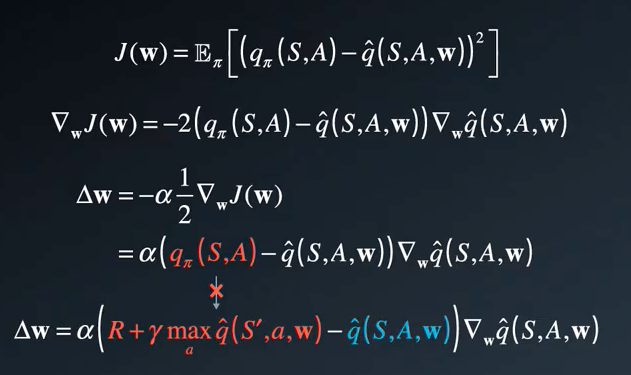 J(w) = 𝔼_π[(q_π(S,A) − q̂(S,A,w))²]
∇_w J(w) = −2(q_π(S,A) − q̂(S,A,w))∇_w q̂(S,A,w)
Δw = −α ½ ∇_w J(w)
= α(q_π(S,A) − q̂(S,A,w))∇_w q̂(S,A,w)
Δw = α(R + γ max_a q̂(S′,a,w) − q̂(S,A,w))∇_w q̂(S,A,w)